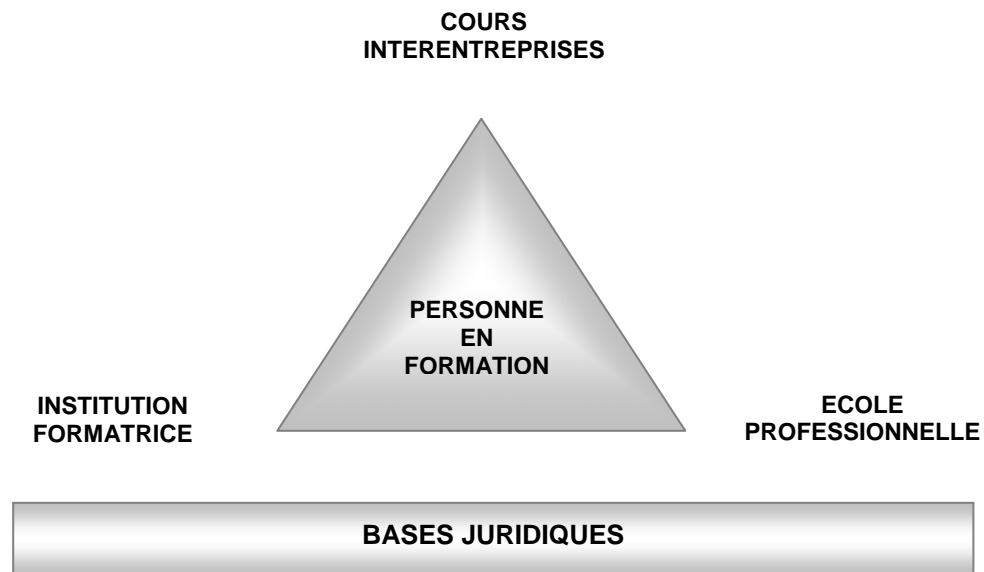 COURS
INTERENTREPRISES
PERSONNE
EN
FORMATION
INSTITUTION
FORMATRICE
ECOLE
PROFESSIONNELLE
BASES JURIDIQUES